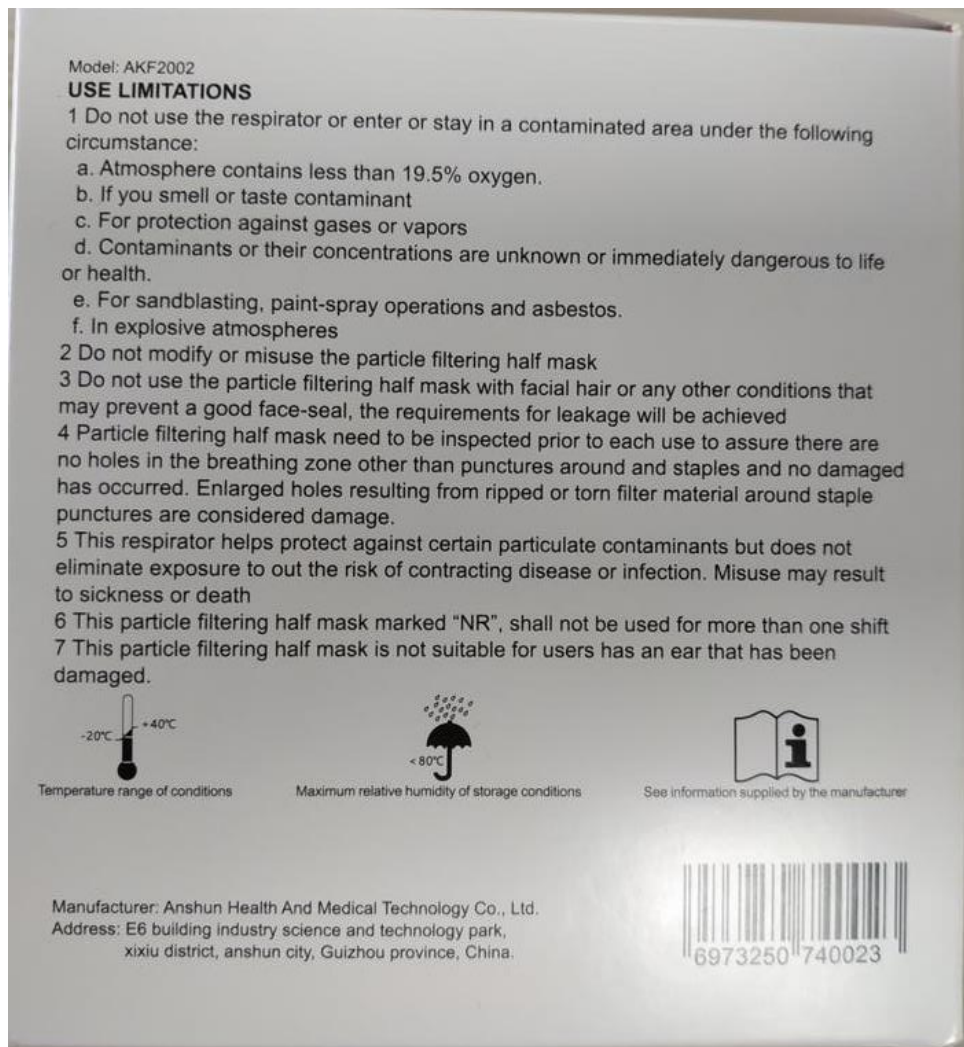 Model: AKF2002
USE LIMITATIONS
1 Do not use the respirator or enter or stay in a contaminated area under the following
circumstance:
a. Atmosphere contains less than 19.5% oxygen.
b. If you smell or taste contaminant
c. For protection against gases or vapors
d. Contaminants or their concentrations are unknown or immediately dangerous to life
or health.
e. For sandblasting, paint-spray operations and asbestos.
f. In explosive atmospheres
2 Do not modify or misuse the particle filtering half mask
3 Do not use the particle filtering half mask with facial hair or any other conditions that
may prevent a good face-seal, the requirements for leakage will be achieved
4 Particle filtering half mask need to be inspected prior to each use to assure there are
no holes in the breathing zone other than punctures around and staples and no damaged
has occurred. Enlarged holes resulting from ripped or torn filter material around staple
punctures are considered damage.
5 This respirator helps protect against certain particulate contaminants but does not
eliminate exposure to out the risk of contracting disease or infection. Misuse may result
to sickness or death
6 This particle filtering half mask marked “NR”, shall not be used for more than one shift
7 This particle filtering half mask is not suitable for users has an ear that has been
damaged.
+40℃
-20℃
<80℃
Temperature range of conditions
Maximum relative humidity of storage conditions
See information supplied by the manufacturer
Manufacturer: Anshun Health And Medical Technology Co., Ltd.
Address: E6 building industry science and technology park,
xixiu district, anshun city, Guizhou province, China.
6973250 740023